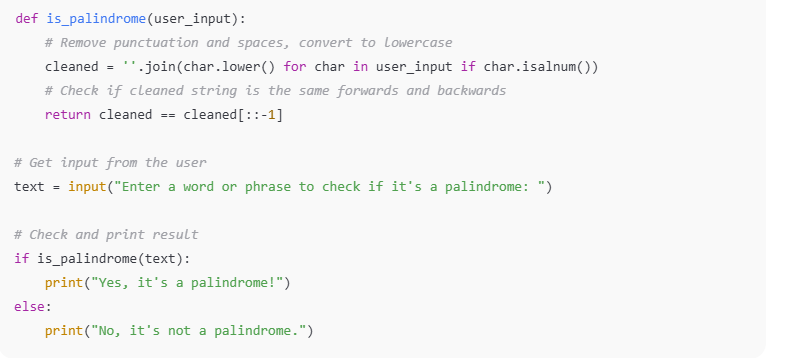 def is_palindrome(user_input):
    # Remove punctuation and spaces, convert to lowercase
    cleaned = ''.join(char.lower() for char in user_input if char.isalnum())
    # Check if cleaned string is the same forwards and backwards
    return cleaned == cleaned[::-1]

# Get input from the user
text = input("Enter a word or phrase to check if it's a palindrome: ")

# Check and print result
if is_palindrome(text):
    print("Yes, it's a palindrome!")
else:
    print("No, it's not a palindrome.")